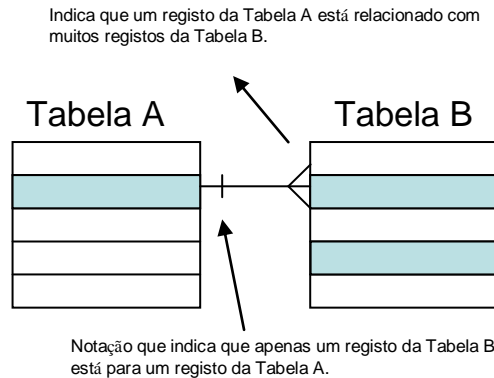 Indica que um registo da Tabela A está relacionado com
muitos registos da Tabela B.
Tabela A
Tabela B
Notação que indica que apenas um registo da Tabela B
está para um registo da Tabela A.